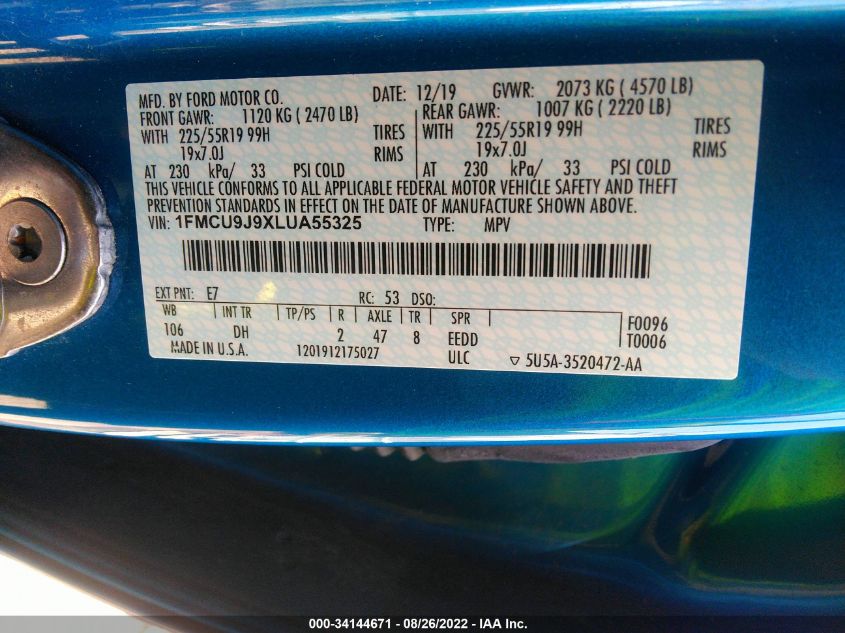 MFD. BY FORD MOTOR CO. DATE: 12/19 GVWR: 2073 KG ( 4570 LB)
FRONT GAWR: 1120 KG ( 2470 LB) REAR GAWR: 1007 KG ( 2220 LB)
WITH 225/55R19 99H TIRES WITH 225/55R19 99H TIRES
19x7.0J RIMS 19x7.0J RIMS
AT 230 kPa/ 33 PSI COLD AT 230 kPa/ 33 PSI COLD
THIS VEHICLE CONFORMS TO ALL APPLICABLE FEDERAL MOTOR VEHICLE SAFETY AND THEFT
PREVENTION STANDARDS IN EFFECT ON THE DATE OF MANUFACTURE SHOWN ABOVE.
VIN: 1FMCU9J9XLUA55325 TYPE: MPV
EXT PNT: E7 RC: 53 DSO:
WB INT TR TP/PS R AXLE TR SPR F0096
106 DH 2 47 8 EEDD T0006
MADE IN U.S.A. 1201912175027 ULC ▽ 5U5A-3520472-AA
000-34144671 - 08/26/2022 - IAA Inc.